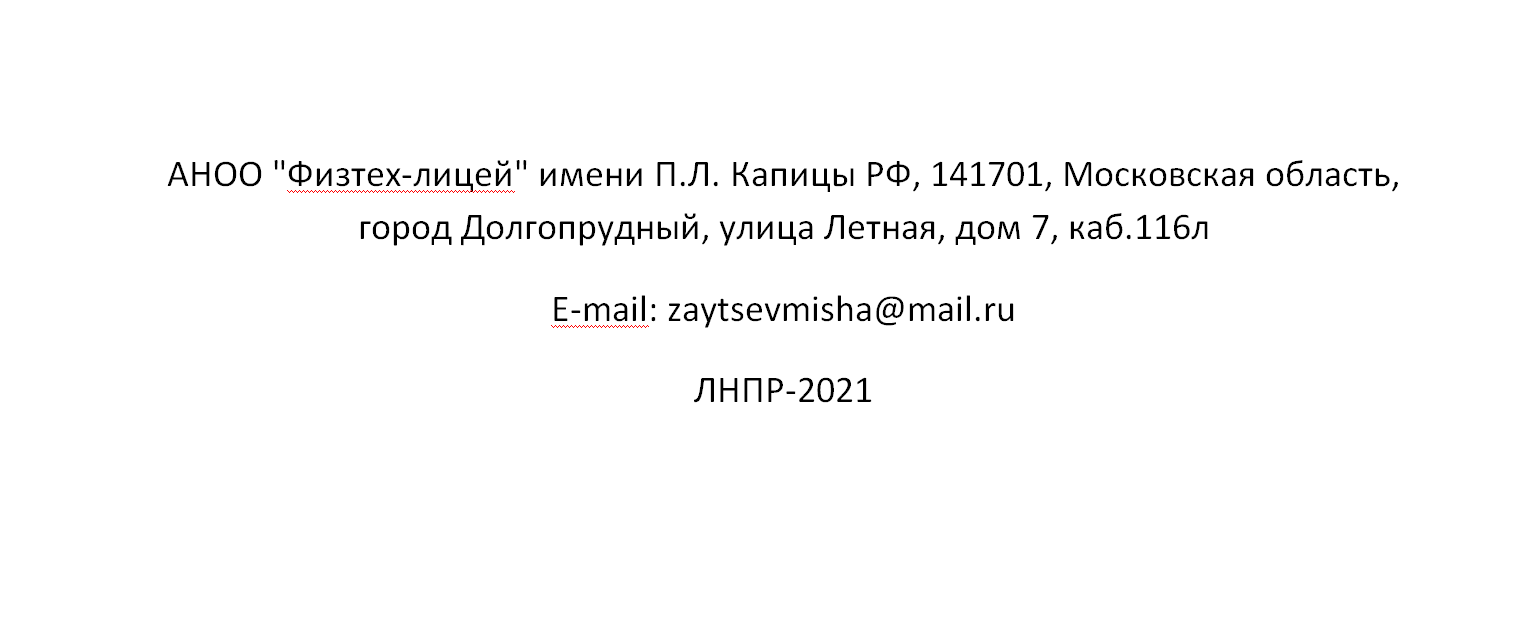 АНОО "Физтех-лицей" имени П.Л. Капицы РФ, 141701, Московская область,
город Долгопрудный, улица Летная, дом 7, каб.116л
E-mail: zaytsevmisha@mail.ru
ЛНПР-2021